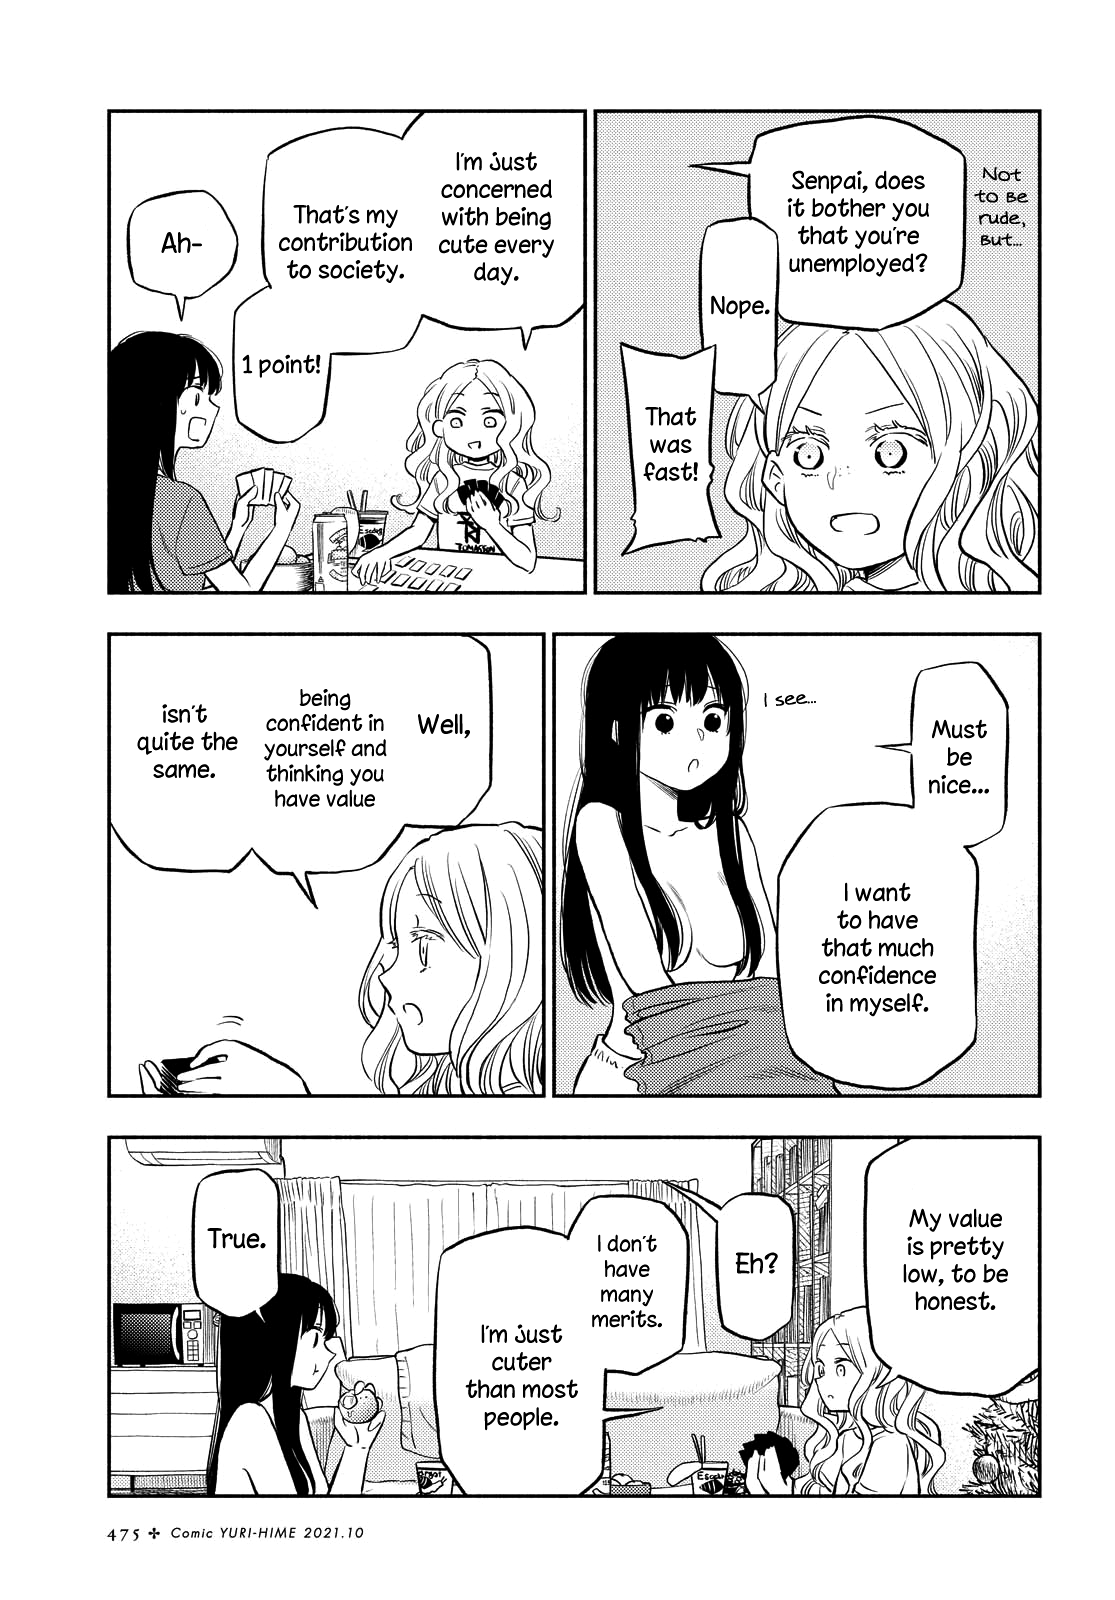 Not
to be
rude,
but...
Senpai, does
it bother you
that you're
unemployed?
Nope.
That
was
fast!
I'm just
concerned
with being
cute every
day.
That's my
contribution
to society.
1 point!
Ah-
TOMASTON
Must
be
nice...
I see...
I want
to have
that much
confidence
in myself.
Well,
being
confident in
yourself and
thinking you
have value
isn't
quite the
same.
My value
is pretty
low, to be
honest.
Eh?
I don't
have
many
merits.
I'm just
cuter
than most
people.
True.
475 ✣ Comic YURI-HIME 2021.10